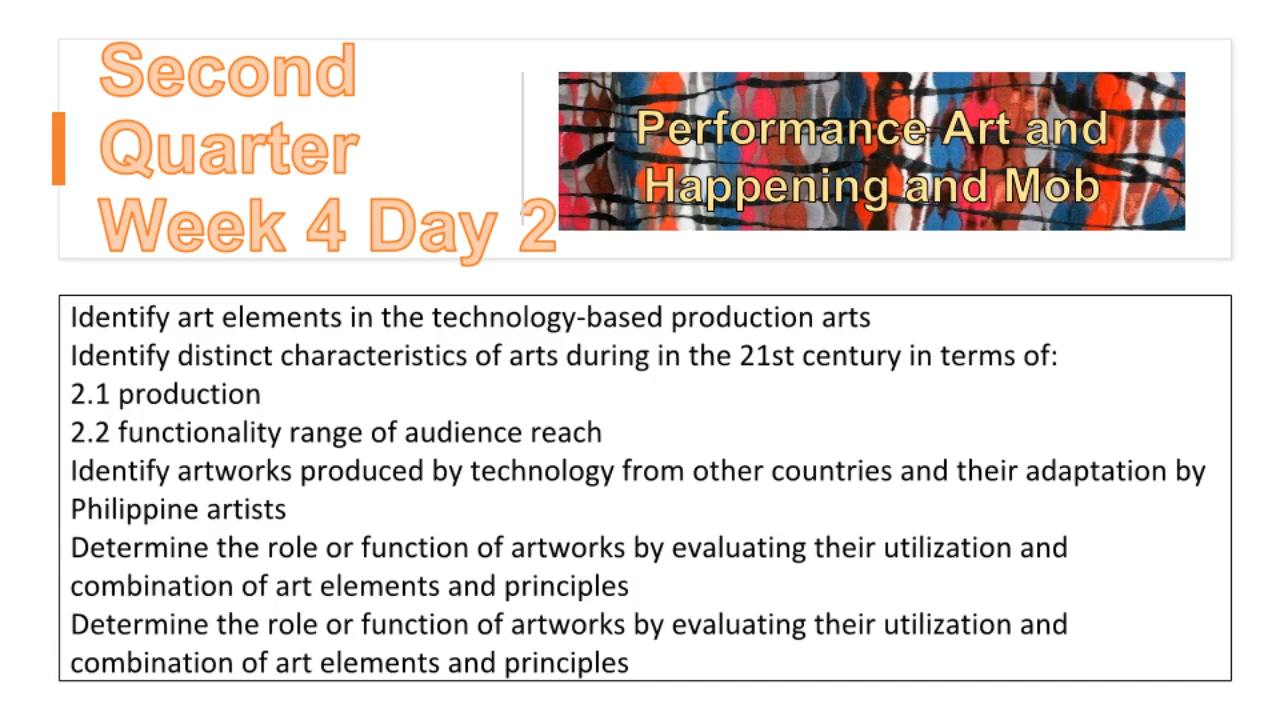 Second
Quarter
Week 4 Day 2
Performance Art and
Happening and Mob
Identify art elements in the technology-based production arts
Identify distinct characteristics of arts during in the 21st century in terms of:
2.1 production
2.2 functionality range of audience reach
Identify artworks produced by technology from other countries and their adaptation by
Philippine artists
Determine the role or function of artworks by evaluating their utilization and
combination of art elements and principles
Determine the role or function of artworks by evaluating their utilization and
combination of art elements and principles